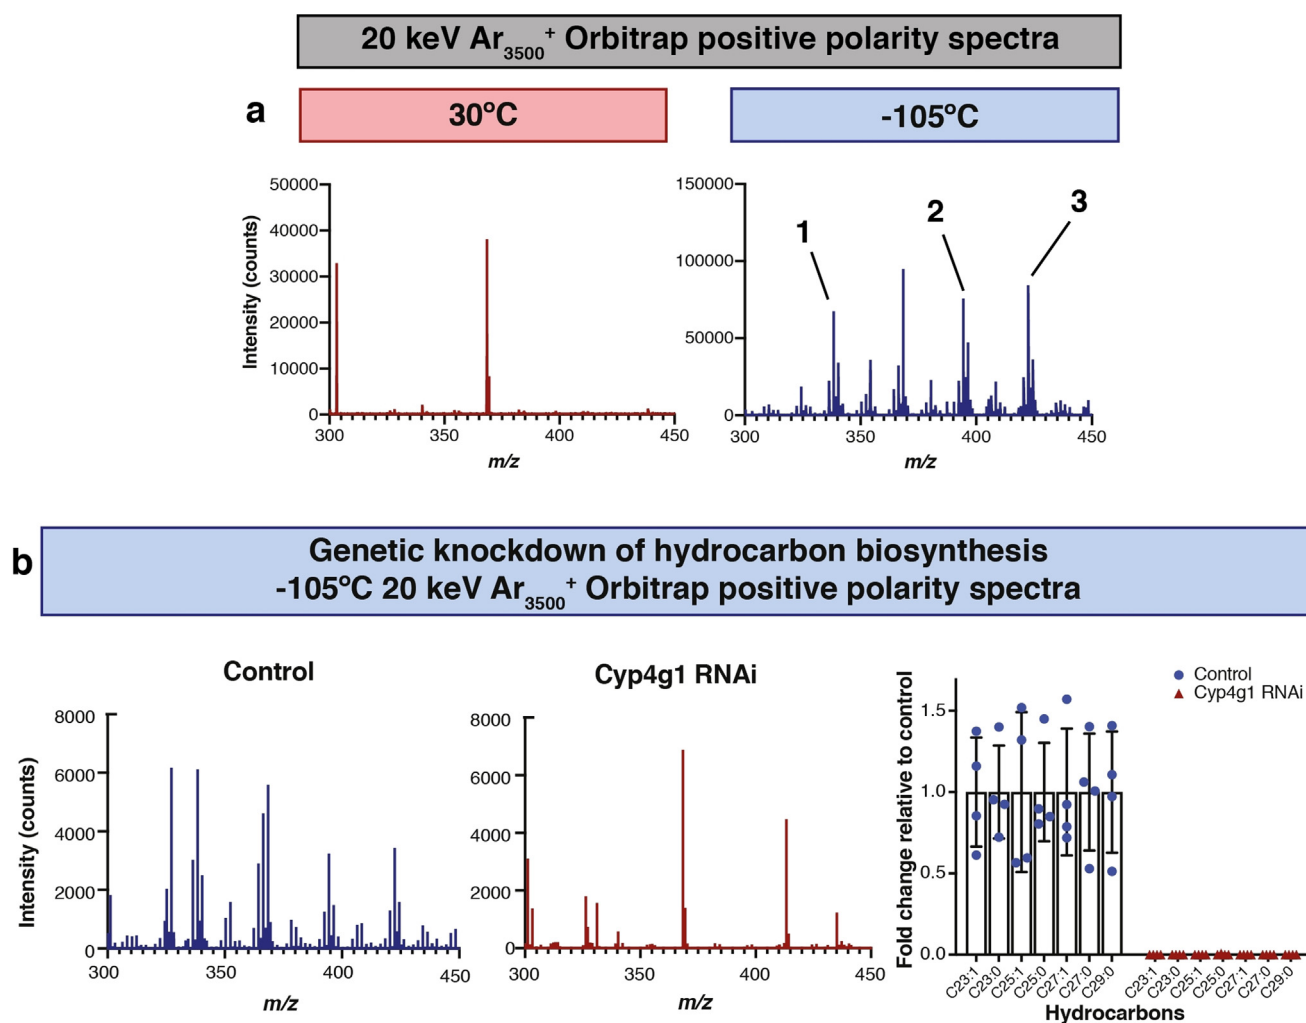 20 keV Ar3500+ Orbitrap positive polarity spectra
a
30ºC
-105ºC
Intensity (counts)
50000
40000
30000
20000
10000
0
300
350
400
450
m/z
150000
100000
50000
0
1
2
3
300
350
400
450
m/z
b
Genetic knockdown of hydrocarbon biosynthesis
-105ºC 20 keV Ar3500+ Orbitrap positive polarity spectra
Control
Intensity (counts)
8000
6000
4000
2000
0
300
350
400
450
m/z
Cyp4g1 RNAi
8000
6000
4000
2000
0
300
350
400
450
m/z
Control
Cyp4g1 RNAi
Fold change relative to control
1.5
1.0
0.5
0.0
C23:1
C23:0
C25:1
C25:0
C27:1
C27:0
C29:0
C23:1
C23:0
C25:1
C25:0
C27:1
C27:0
C29:0
Hydrocarbons